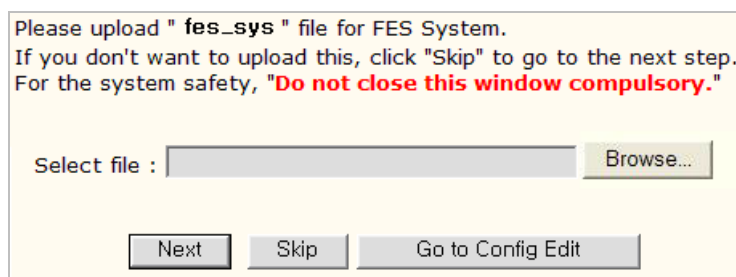 Please upload " fes_sys " file for FES System.
If you don't want to upload this, click "Skip" to go to the next step.
For the system safety, "Do not close this window compulsory."
Select file : Browse...
Next Skip Go to Config Edit